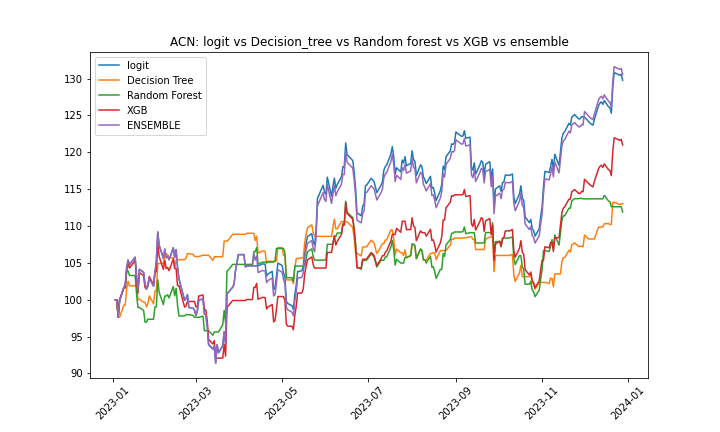 ACN: logit vs Decision_tree vs Random forest vs XGB vs ensemble
logit
Decision Tree
Random Forest
XGB
ENSEMBLE
130
125
120
115
110
105
100
95
90
2023-01
2023-03
2023-05
2023-07
2023-09
2023-11
2024-01